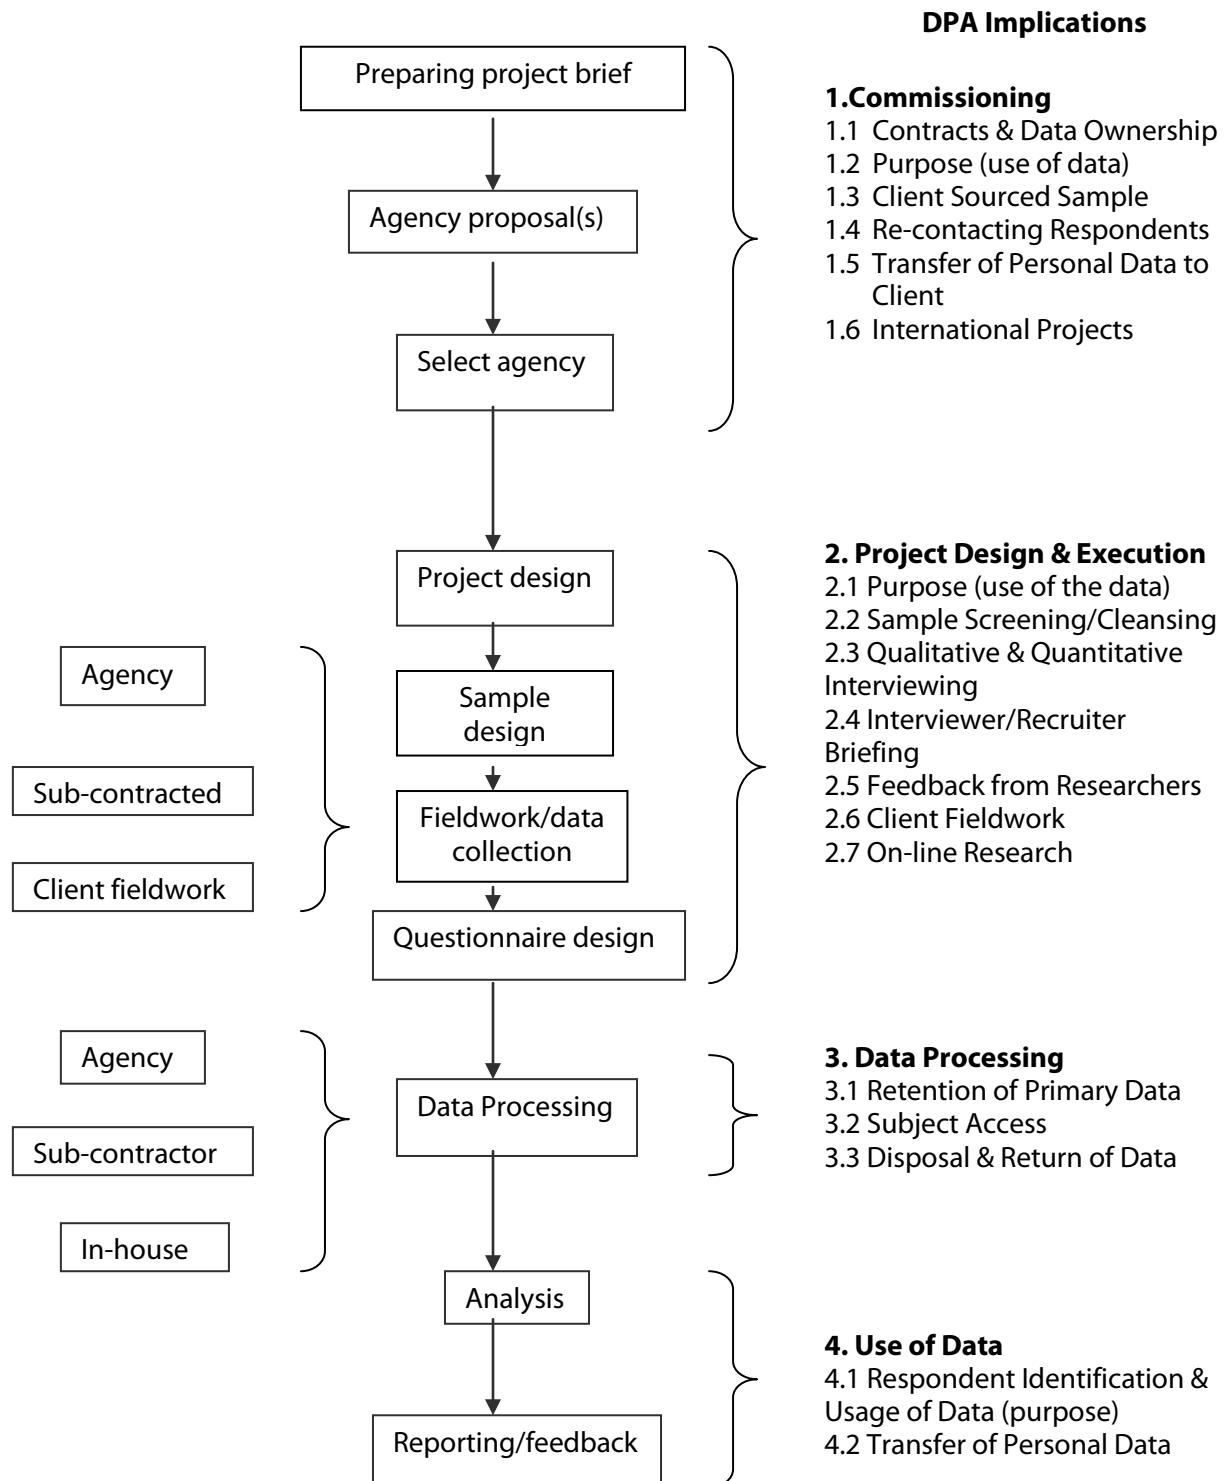 DPA Implications
Preparing project brief
Agency proposal(s)
Select agency
1.Commissioning
1.1 Contracts & Data Ownership
1.2 Purpose (use of data)
1.3 Client Sourced Sample
1.4 Re-contacting Respondents
1.5 Transfer of Personal Data to
Client
1.6 International Projects
Project design
Sample
design
Fieldwork/data
collection
Questionnaire design
Agency
Sub-contracted
Client fieldwork
2. Project Design & Execution
2.1 Purpose (use of the data)
2.2 Sample Screening/Cleansing
2.3 Qualitative & Quantitative
Interviewing
2.4 Interviewer/Recruiter
Briefing
2.5 Feedback from Researchers
2.6 Client Fieldwork
2.7 On-line Research
Agency
Sub-contractor
In-house
Data Processing
3. Data Processing
3.1 Retention of Primary Data
3.2 Subject Access
3.3 Disposal & Return of Data
Analysis
Reporting/feedback
4. Use of Data
4.1 Respondent Identification &
Usage of Data (purpose)
4.2 Transfer of Personal Data